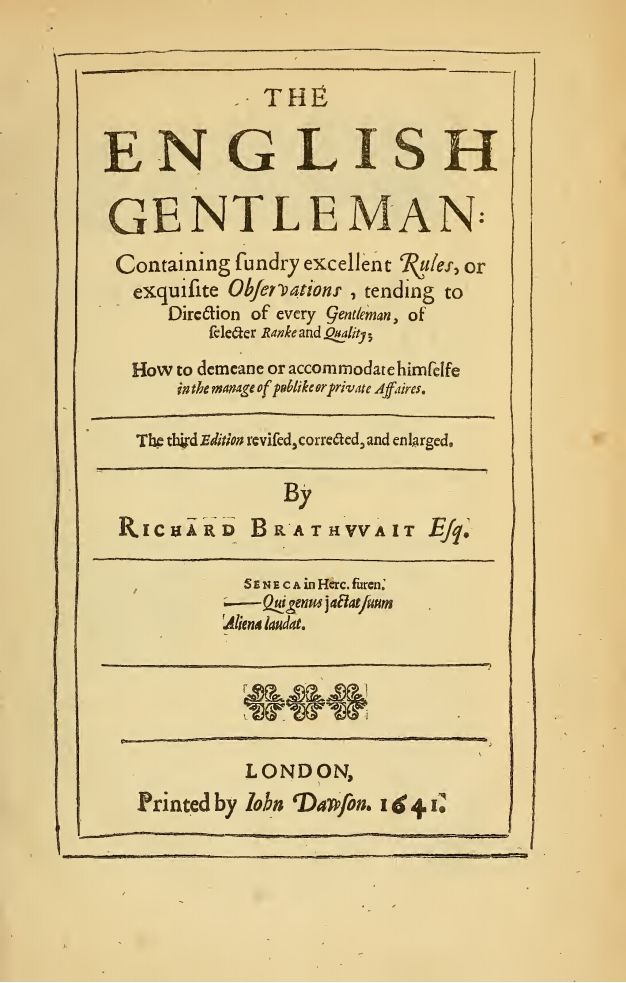 THE
ENGLISH
GENTLEMAN:
Containing ſundry excellent Rules, or
exquiſite Obſervations , tending to
Direction of every Gentleman, of
ſelecter Ranke and Quality;
How to demeane or accommodate himſelfe
in the manage of publike or private Affaires.
The third Edition reviſed, corrected, and enlarged.
By
RICHARD BRATHVVAIT Eſq.
SENECA in Herc. furen.
——Qui genus jactat ſuum
Aliena laudat.
LONDON,
Printed by Iohn Dawſon. 1641.